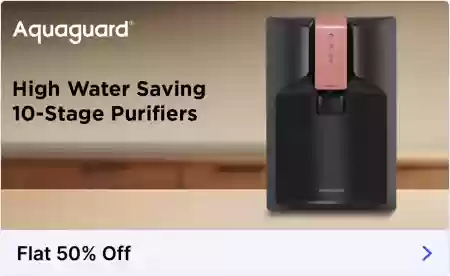 Aquaguard®
High Water Saving
10-Stage Purifiers
Flat 50% Off